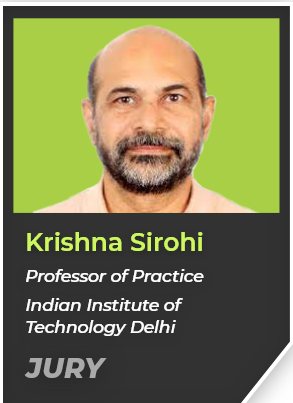 Krishna Sirohi
Professor of Practice
Indian Institute of
Technology Delhi
JURY